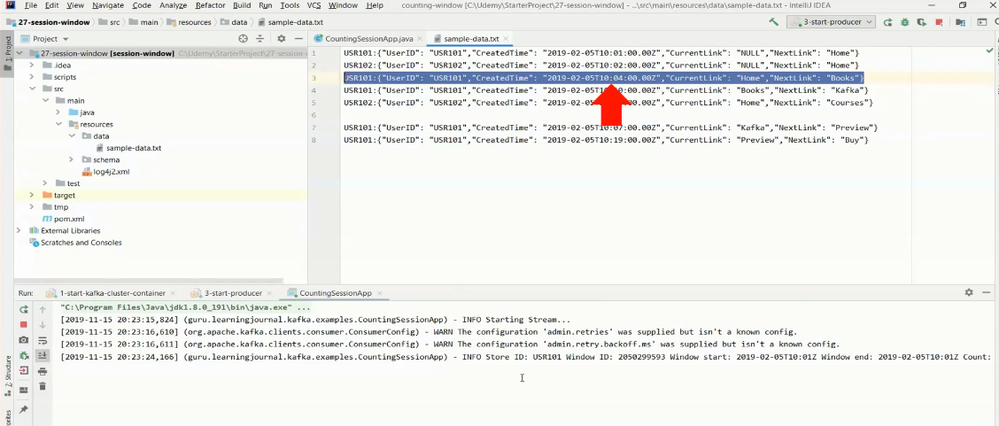 File Edit View Navigate Code Analyze Refactor Build Run Tools VCS Window Help counting-window [C:\Udemy\StarterProject\27-session-window] - ...\src\main\resources\data\sample-data.txt - IntelliJ IDEA
27-session-window src main resources data sample-data.txt 3-start-producer
Project CountingSessionApp.java sample-data.txt
1: Project
27-session-window [session-window] C:\Udemy\StarterProject\27-session
.idea
scripts
src
main
java
resources
data
sample-data.txt
schema
log4j2.xml
test
target
tmp
pom.xml
External Libraries
Scratches and Consoles
1 USR101:{"UserID": "USR101","CreatedTime": "2019-02-05T10:01:00.00Z","CurrentLink": "NULL","NextLink": "Home"}
2 USR102:{"UserID": "USR102","CreatedTime": "2019-02-05T10:02:00.00Z","CurrentLink": "NULL","NextLink": "Home"}
3 USR101:{"UserID": "USR101","CreatedTime": "2019-02-05T10:04:00.00Z","CurrentLink": "Home","NextLink": "Books"}
4 USR101:{"UserID": "USR101","CreatedTime": "2019-02-05T10 0:00.00Z","CurrentLink": "Books","NextLink": "Kafka"}
5 USR102:{"UserID": "USR102","CreatedTime": "2019-02-05T 00.00Z","CurrentLink": "Home","NextLink": "Courses"}
6
7 USR101:{"UserID": "USR101","CreatedTime": "2019-02-05T10:07:00.00Z","CurrentLink": "Kafka","NextLink": "Preview"}
8 USR101:{"UserID": "USR101","CreatedTime": "2019-02-05T10:19:00.00Z","CurrentLink": "Preview","NextLink": "Buy"}
Run: 1-start-kafka-cluster-container 3-start-producer CountingSessionApp
"C:\Program Files\Java\jdk1.8.0_191\bin\java.exe" ...
[2019-11-15 20:23:15,824] (guru.learningjournal.kafka.examples.CountingSessionApp) - INFO Starting Stream...
[2019-11-15 20:23:16,610] (org.apache.kafka.clients.consumer.ConsumerConfig) - WARN The configuration 'admin.retries' was supplied but isn't a known config.
[2019-11-15 20:23:16,611] (org.apache.kafka.clients.consumer.ConsumerConfig) - WARN The configuration 'admin.retry.backoff.ms' was supplied but isn't a known config.
[2019-11-15 20:23:24,166] (guru.learningjournal.kafka.examples.CountingSessionApp) - INFO Store ID: USR101 Window ID: 2050299593 Window start: 2019-02-05T10:01Z Window end: 2019-02-05T10:01Z Count:
Z: Structure